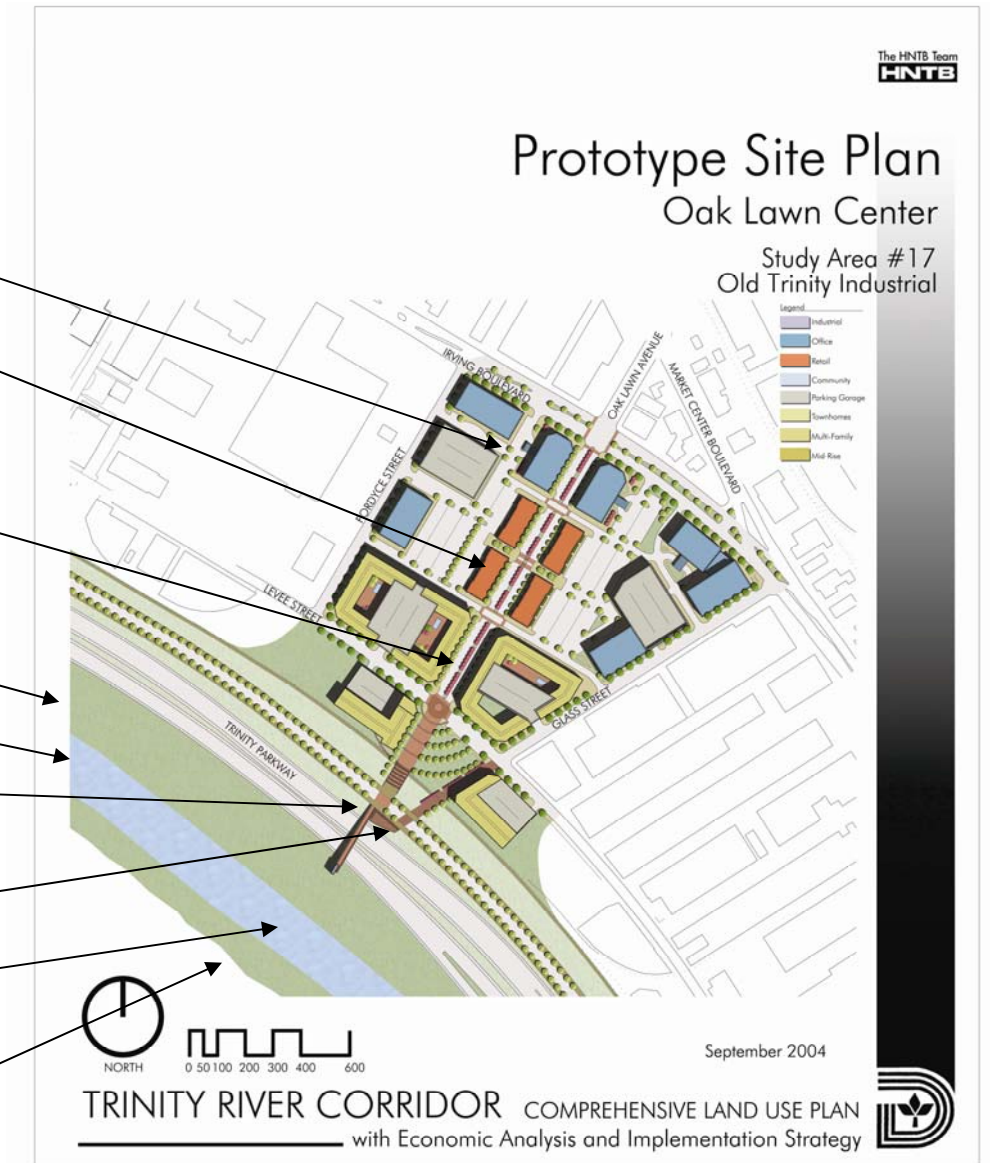 The HNTB Team
HNTB
Prototype Site Plan
Oak Lawn Center
Study Area #17
Old Trinity Industrial
Legend
Industrial
Office
Retail
Community
Parking Garage
Townhomes
Multi-Family
Mid-Rise
IRVING BOULEVARD
OAK LAWN AVENUE
MARKET CENTER BOULEVARD
FORDYCE STREET
LEVEE STREET
GLASS STREET
TRINITY PARKWAY
NORTH
0 50 100 200 300 400 600
September 2004
TRINITY RIVER CORRIDOR COMPREHENSIVE LAND USE PLAN
with Economic Analysis and Implementation Strategy